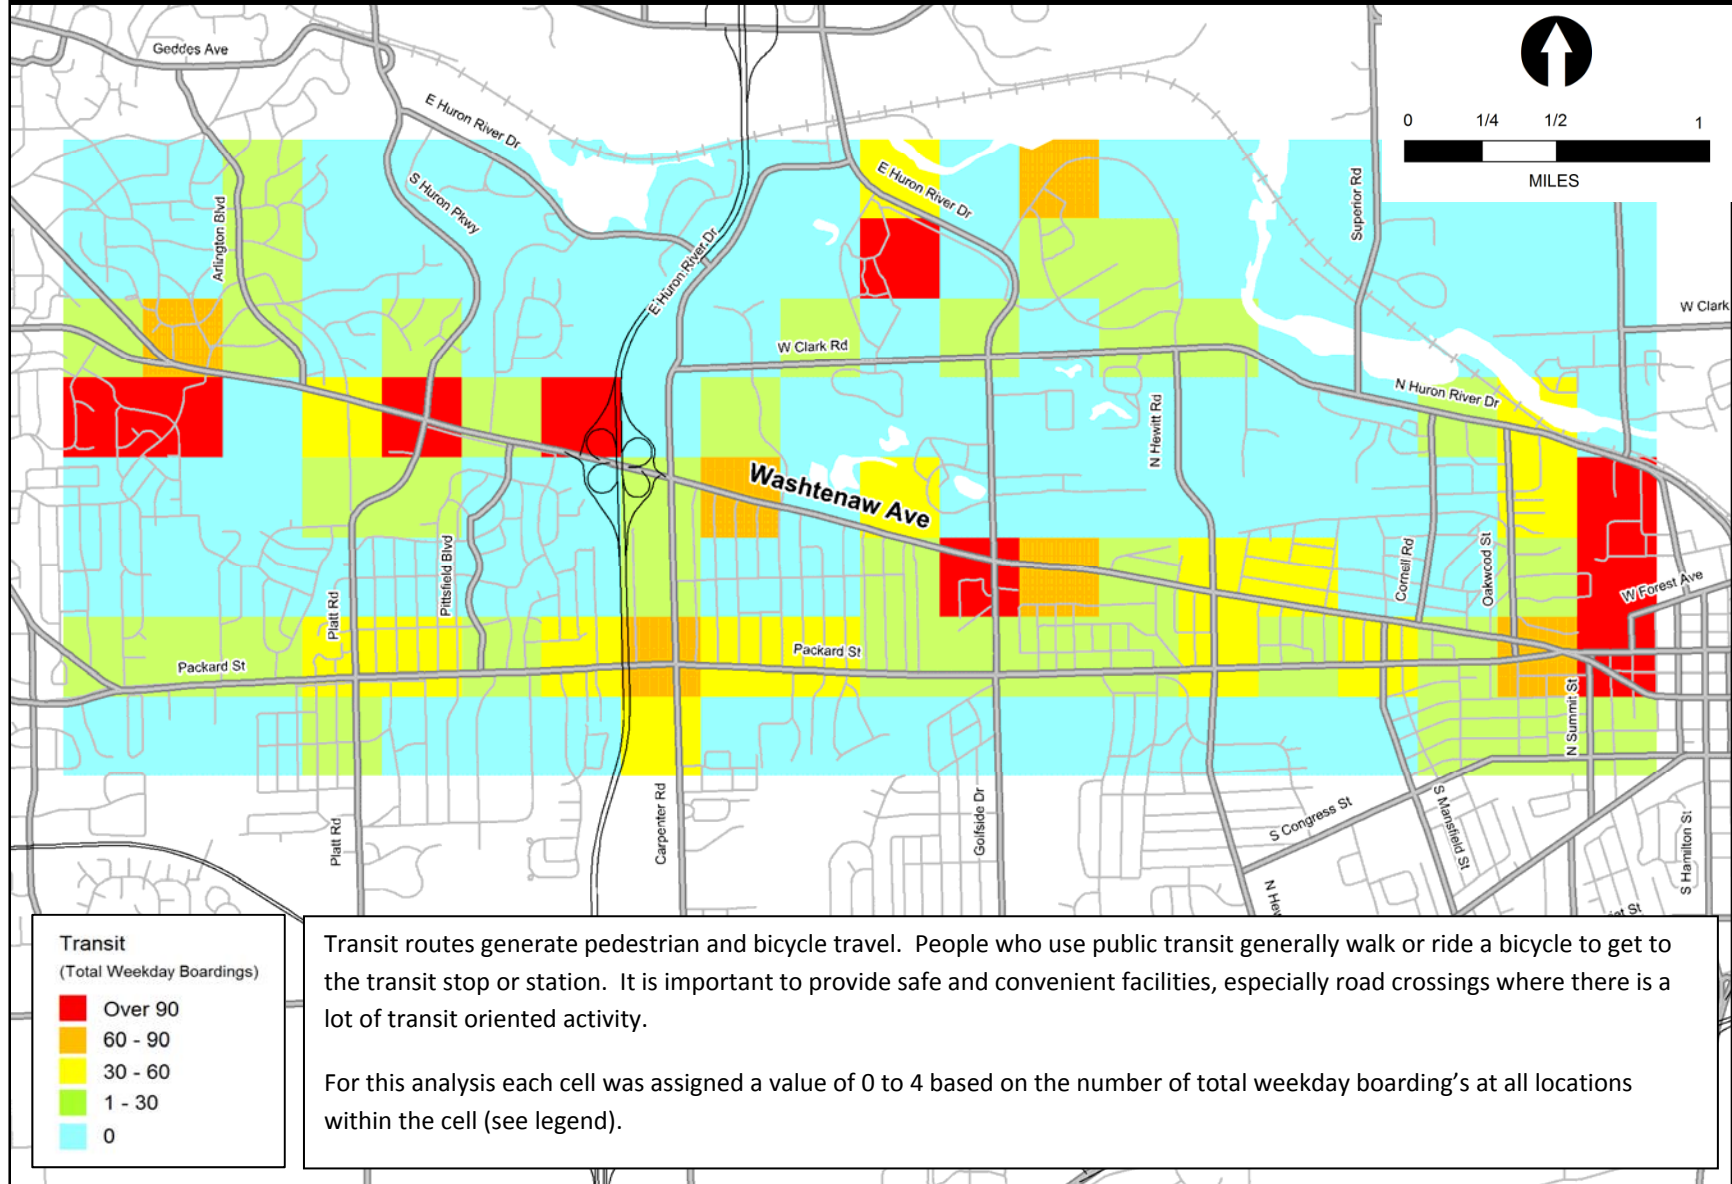 Geddes Ave
0 1/4 1/2 1
MILES
E Huron River Dr
S Huron Pkwy
Arlington Blvd
E Huron River Dr
E Huron River Dr
Superior Rd
W Clark
W Clark Rd
N Huron River Dr
N Hewitt Rd
Washtenaw Ave
Pittsfield Blvd
Platt Rd
Cornell Rd
Oakwood St
W Forest Ave
Packard St
Packard St
N Summit St
Platt Rd
Carpenter Rd
Golfside Dr
S Congress St
S Mansfield St
S Hamilton St
N Hew
at St
Transit
(Total Weekday Boardings)
Over 90
60 - 90
30 - 60
1 - 30
0
Transit routes generate pedestrian and bicycle travel.  People who use public transit generally walk or ride a bicycle to get to
the transit stop or station.  It is important to provide safe and convenient facilities, especially road crossings where there is a
lot of transit oriented activity.
For this analysis each cell was assigned a value of 0 to 4 based on the number of total weekday boarding's at all locations
within the cell (see legend).